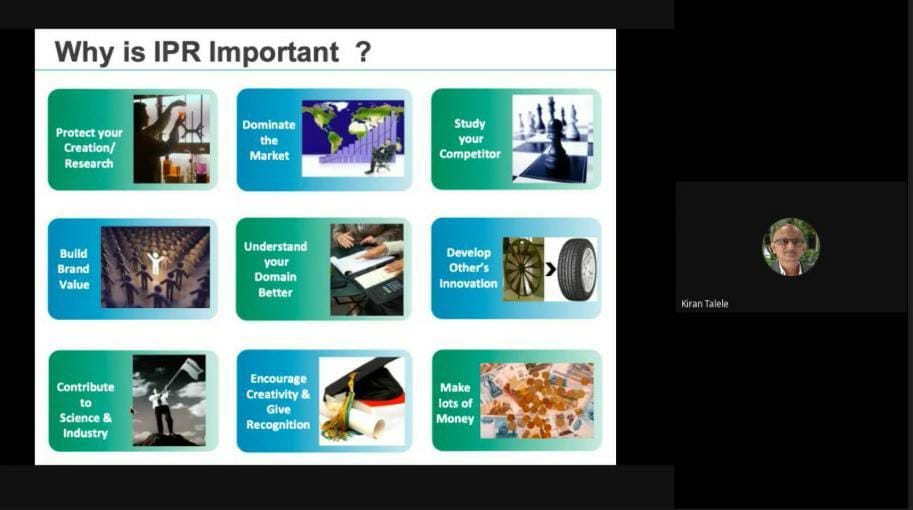 Why is IPR Important ?
Protect your
Creation/
Research
Dominate
the
Market
Study
your
Competitor
Build
Brand
Value
Understand
your
Domain
Better
Develop
Other's
Innovation
Contribute
to
Science &
Industry
Encourage
Creativity &
Give
Recognition
Make
lots of
Money
Kiran Talele